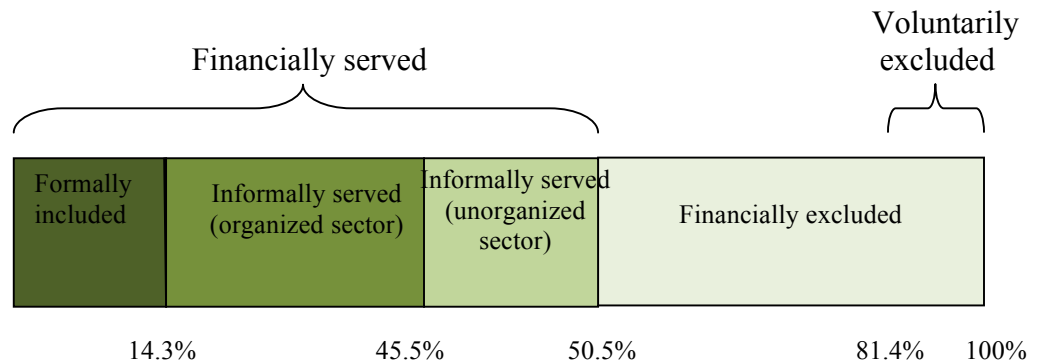 Voluntarily
excluded
Financially served
Formally
included
Informally served
(organized sector)
Informally served
(unorganized
sector)
Financially excluded
14.3%
45.5%
50.5%
81.4%
100%